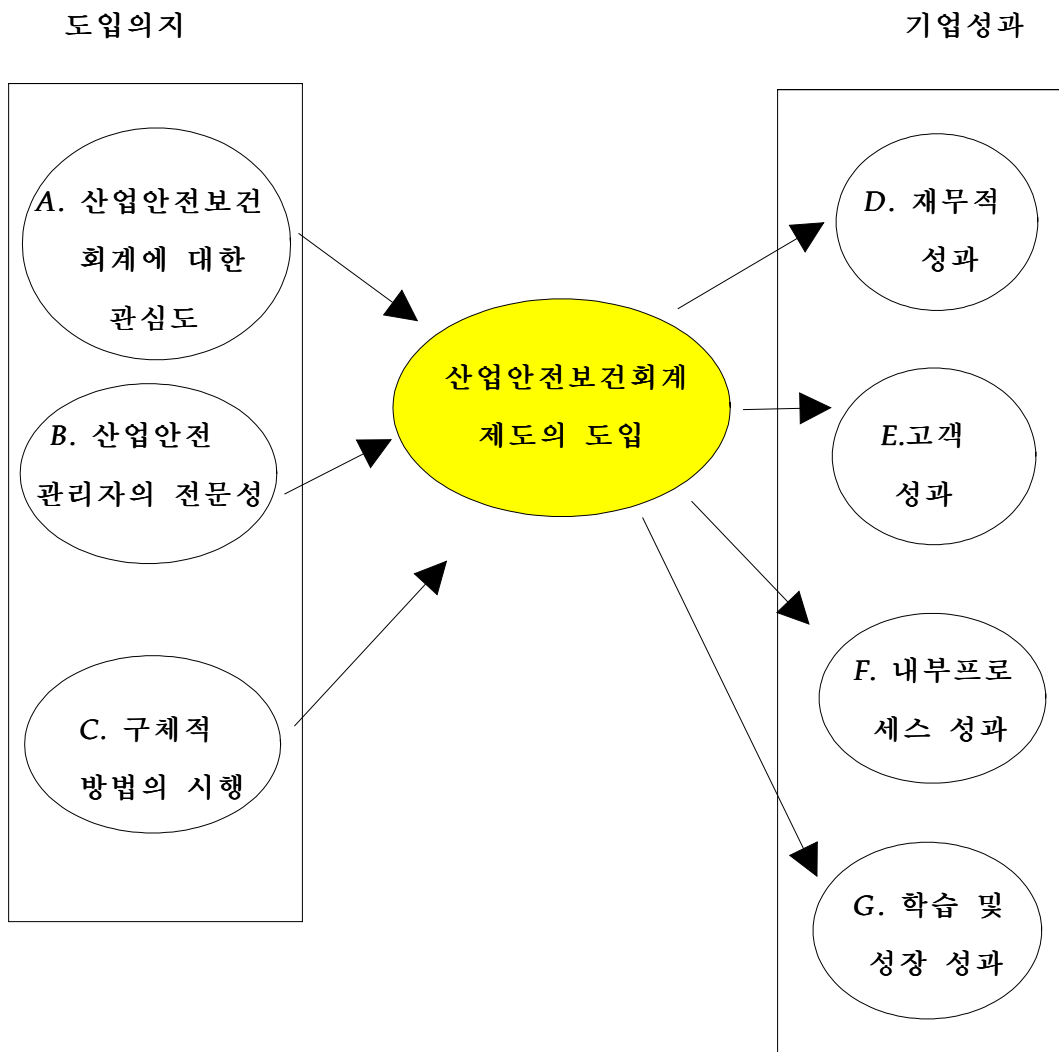 도입의지
기업성과
A. 산업안전보건
회계에 대한
관심도
B. 산업안전
관리자의 전문성
C. 구체적
방법의 시행
산업안전보건회계
제도의 도입
D. 재무적
성과
E.고객
성과
F. 내부프로
세스 성과
G. 학습 및
성장 성과